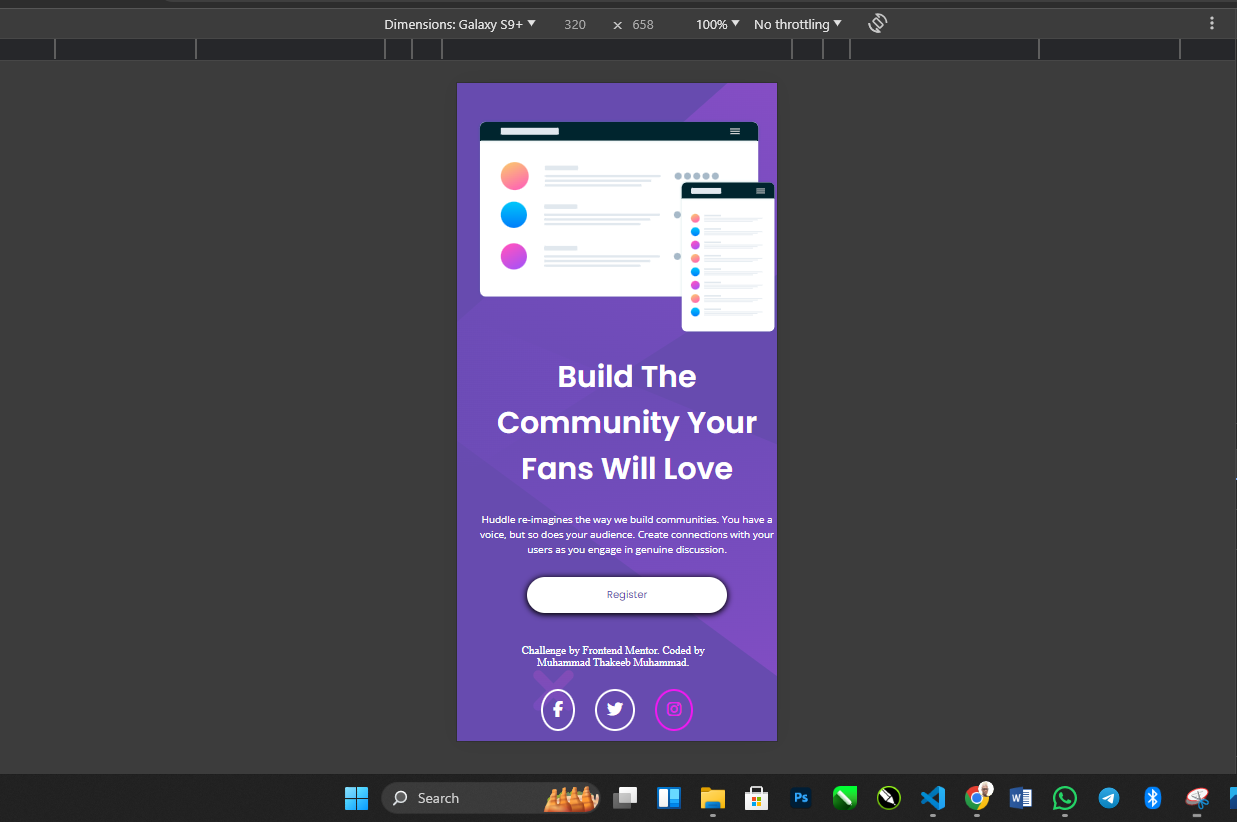 Dimensions: Galaxy S9+ 320 x 658 100% No throttling
Build The
Community Your
Fans Will Love
Huddle re-imagines the way we build communities. You have a
voice, but so does your audience. Create connections with your
users as you engage in genuine discussion.
Register
Challenge by Frontend Mentor. Coded by
Muhammad Thakeeb Muhammad.
Search
Ps
W